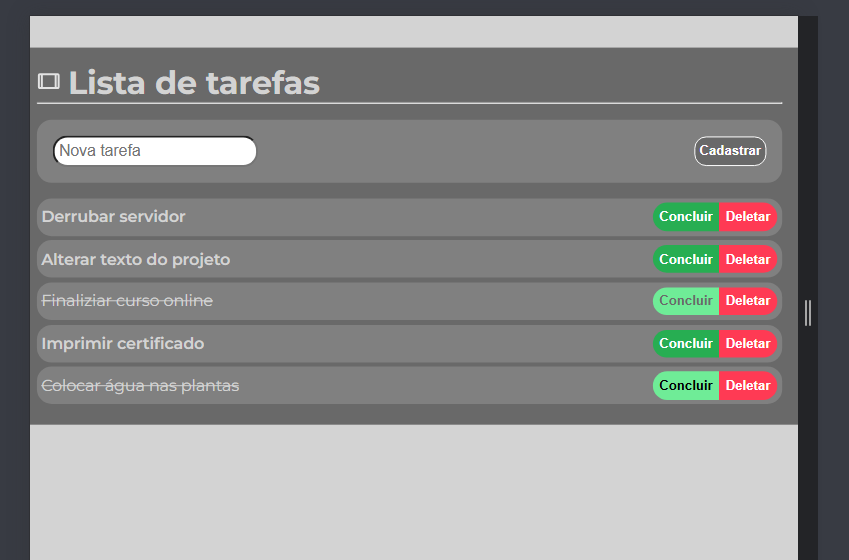 Lista de tarefas
Nova tarefa
Cadastrar
Derrubar servidor Concluir Deletar
Alterar texto do projeto Concluir Deletar
Finaliziar curso online Concluir Deletar
Imprimir certificado Concluir Deletar
Colocar água nas plantas Concluir Deletar